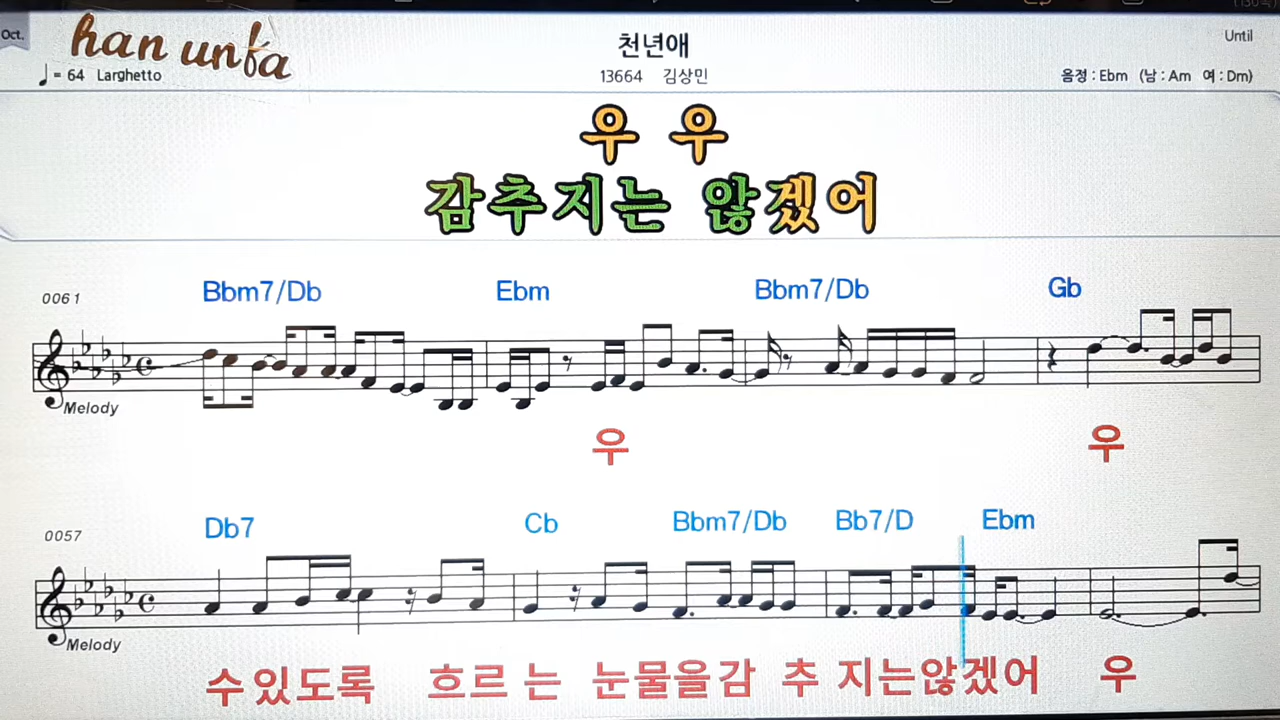 Oct.
han unfa
천년애
Until
♩ = 64 Larghetto
13664 김상민
음정 : Ebm (남 : Am 여 : Dm)
우 우
감추지는 않겠어
0061
Bbm7/Db Ebm Bbm7/Db Gb
Melody
우 우
0057
Db7 Cb Bbm7/Db Bb7/D Ebm
Melody
수있도록 흐르 는 눈물을감 추 지는않겠어 우